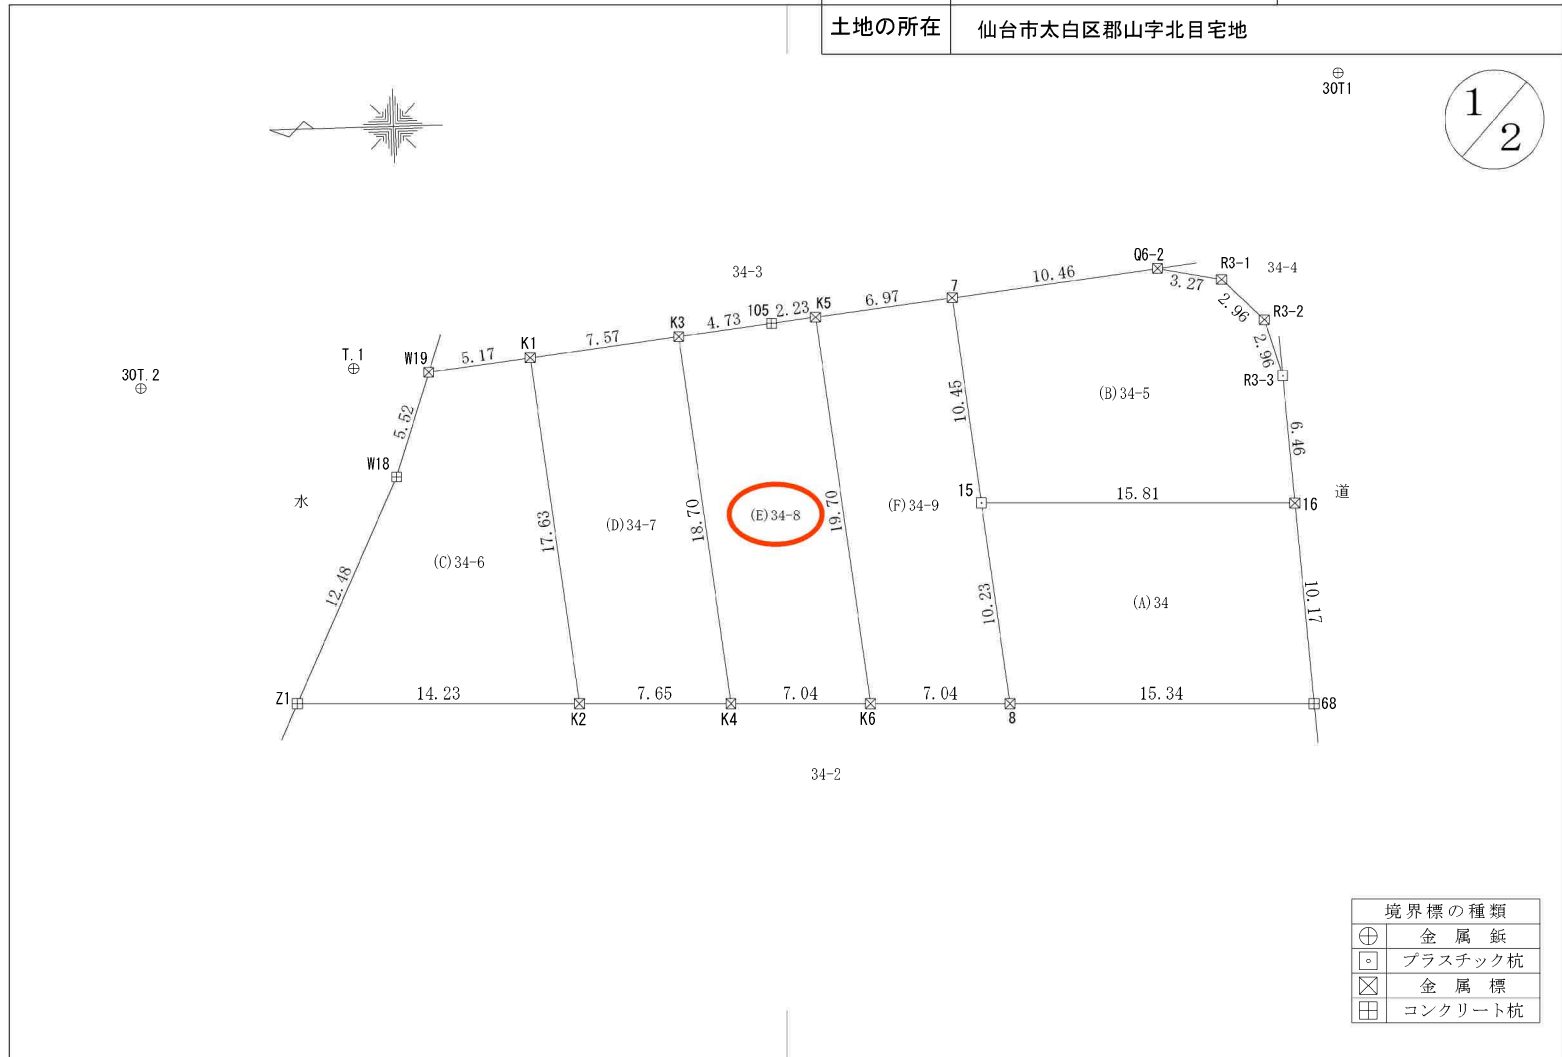 土地の所在 仙台市太白区郡山字北目宅地
30T1
1/2
34-3
Q6-2
R3-1
34-4
10.46
3.27
2.96
R3-2
7
6.97
K5
2.23
105
4.73
K3
7.57
K1
5.17
W19
T.1
30T.2
2.96
R3-3
(B)34-5
10.45
5.52
6.46
W18
水
15
15.81
16
道
(F)34-9
19.70
(E)34-8
18.70
(D)34-7
17.63
(C)34-6
12.48
10.23
(A)34
10.17
Z1
14.23
7.65
7.04
7.04
15.34
68
K2
K4
K6
8
34-2
境界標の種類
金属鋲
プラスチック杭
金属標
コンクリート杭